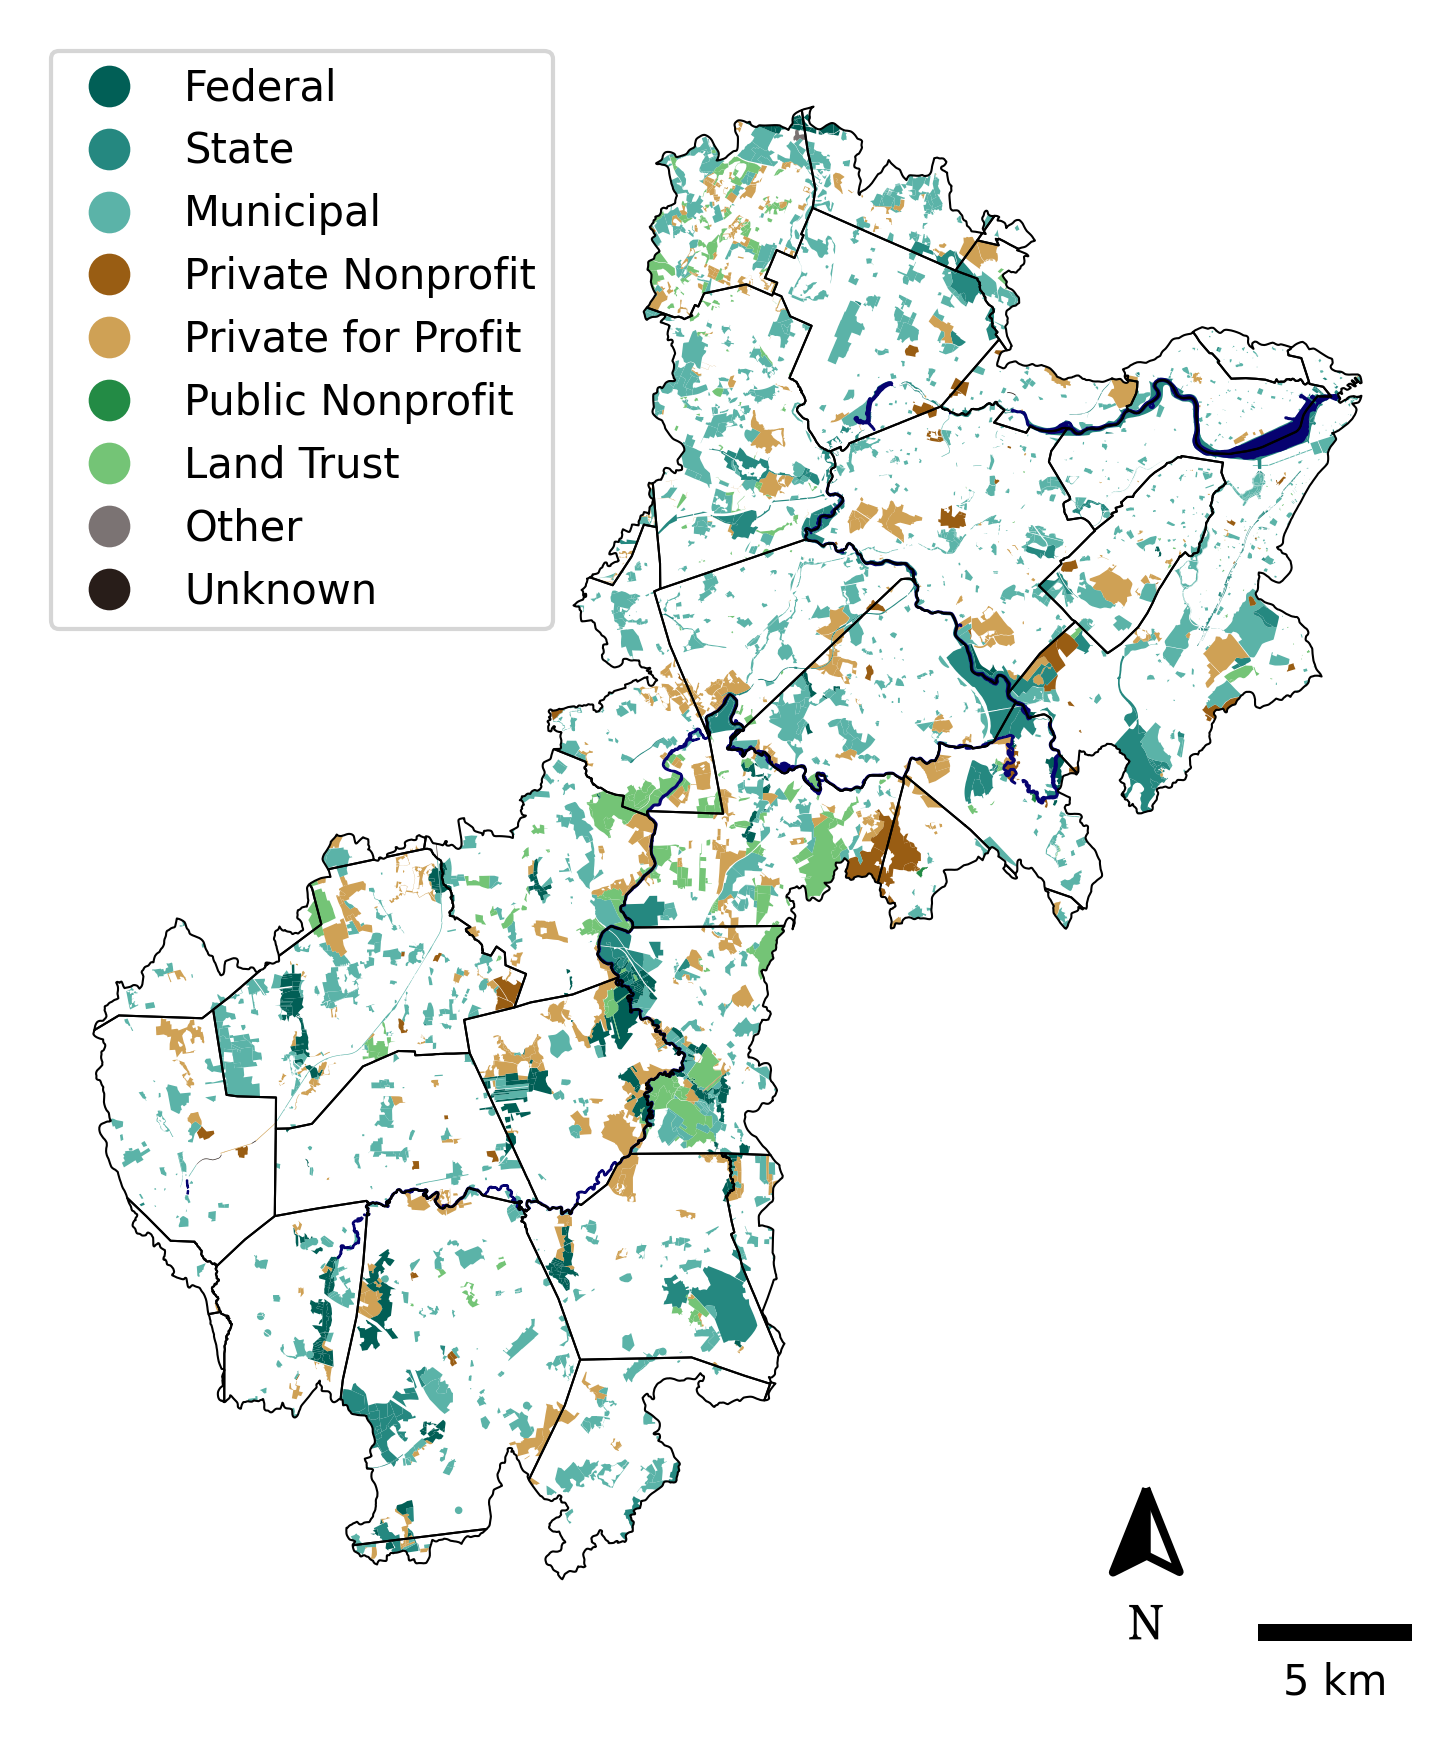 Federal
State
Municipal
Private Nonprofit
Private for Profit
Public Nonprofit
Land Trust
Other
Unknown
N
5 km